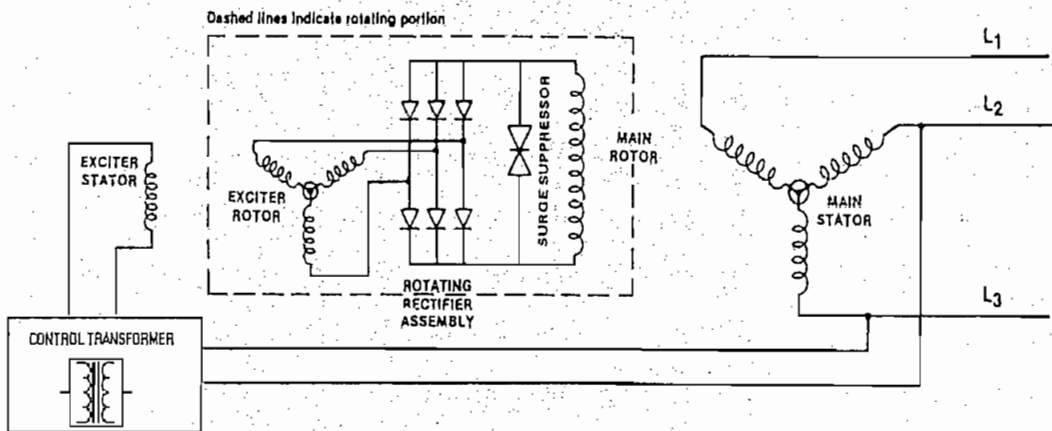 Dashed lines indicate rotating portion
L1
L2
L3
EXCITER
STATOR
EXCITER
ROTOR
SURGE SUPPRESSOR
MAIN
ROTOR
MAIN
STATOR
ROTATING
RECTIFIER
ASSEMBLY
CONTROL TRANSFORMER